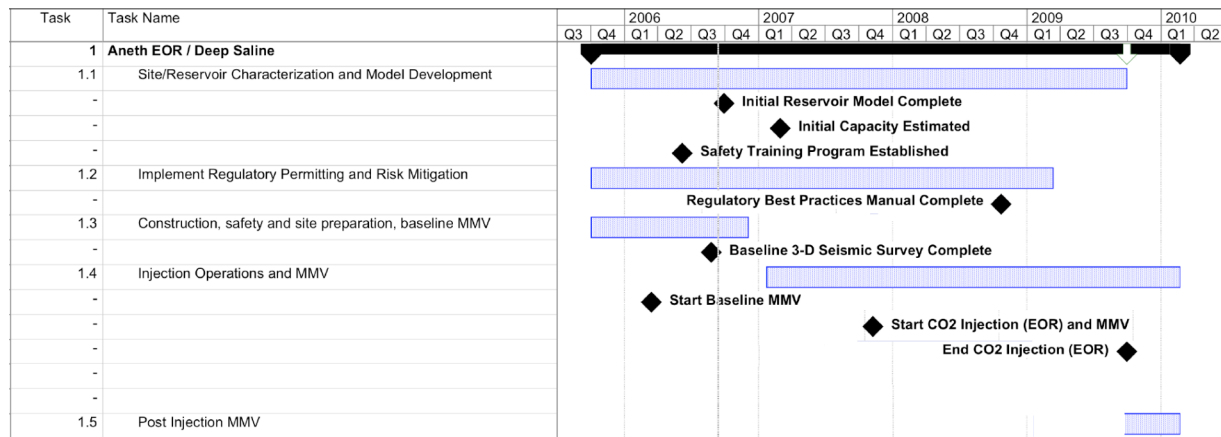 Task Task Name 2006 2007 2008 2009 2010
Q3 Q4 Q1 Q2 Q3 Q4 Q1 Q2 Q3 Q4 Q1 Q2 Q3 Q4 Q1 Q2 Q3 Q4 Q1 Q2
1 Aneth EOR / Deep Saline
1.1 Site/Reservoir Characterization and Model Development
- Initial Reservoir Model Complete
- Initial Capacity Estimated
- Safety Training Program Established
1.2 Implement Regulatory Permitting and Risk Mitigation
- Regulatory Best Practices Manual Complete
1.3 Construction, safety and site preparation, baseline MMV
- Baseline 3-D Seismic Survey Complete
1.4 Injection Operations and MMV
- Start Baseline MMV
- Start CO2 Injection (EOR) and MMV
- End CO2 Injection (EOR)
-
-
1.5 Post Injection MMV